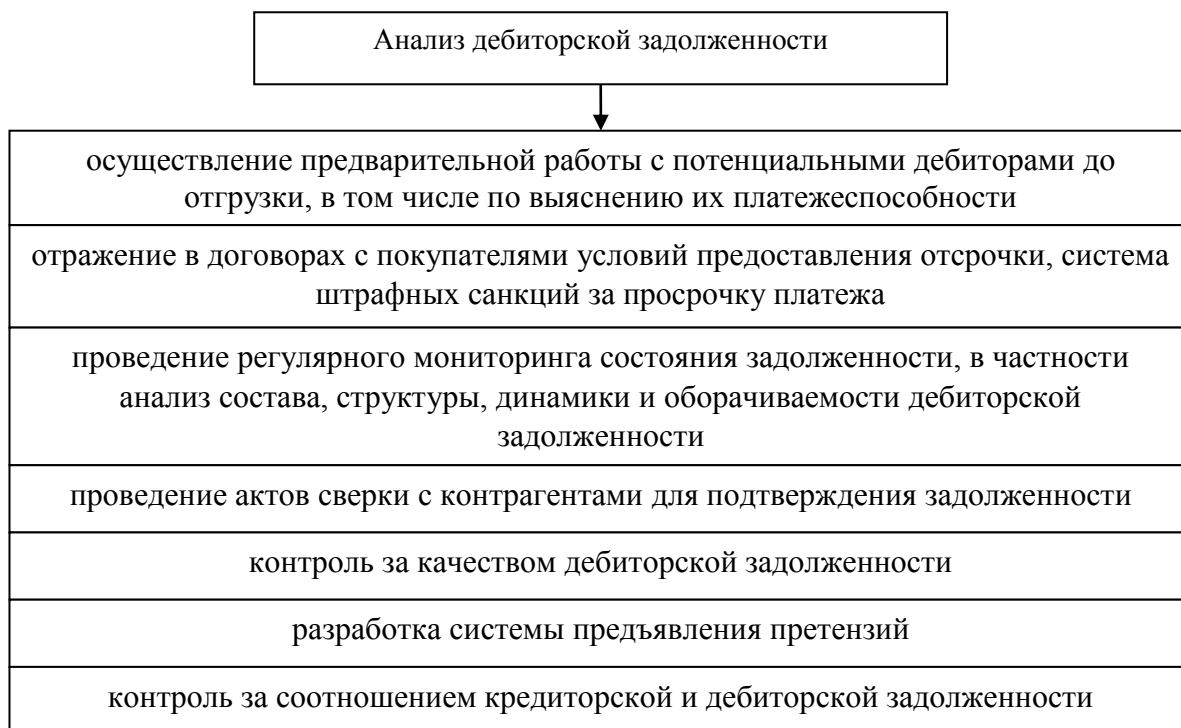 Анализ дебиторской задолженности
осуществление предварительной работы с потенциальными дебиторами до
отгрузки, в том числе по выяснению их платежеспособности
отражение в договорах с покупателями условий предоставления отсрочки, система
штрафных санкций за просрочку платежа
проведение регулярного мониторинга состояния задолженности, в частности
анализ состава, структуры, динамики и оборачиваемости дебиторской
задолженности
проведение актов сверки с контрагентами для подтверждения задолженности
контроль за качеством дебиторской задолженности
разработка системы предъявления претензий
контроль за соотношением кредиторской и дебиторской задолженности